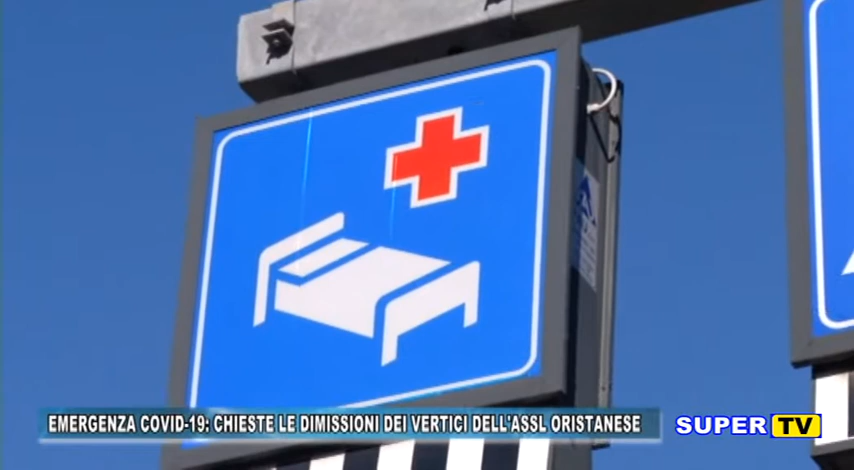 EMERGENZA COVID-19: CHIESTE LE DIMISSIONI DEI VERTICI DELL'ASSL ORISTANESE
SUPER TV